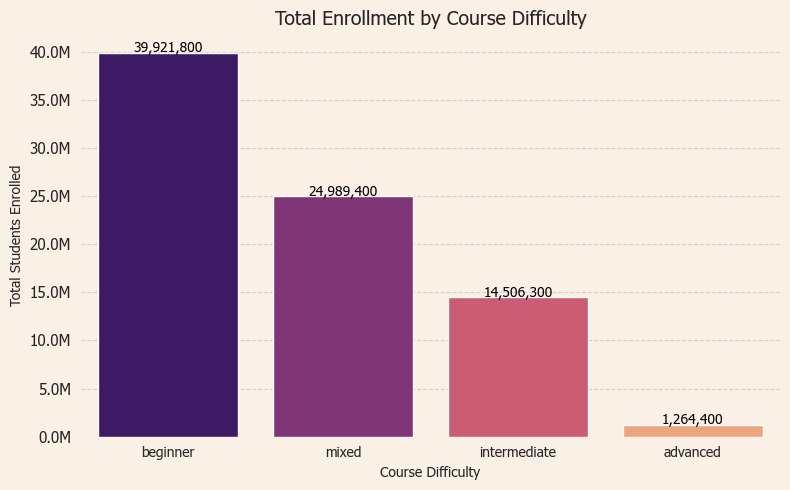 Total Enrollment by Course Difficulty
Total Students Enrolled
40.0M
35.0M
30.0M
25.0M
20.0M
15.0M
10.0M
5.0M
0.0M
39,921,800
24,989,400
14,506,300
1,264,400
beginner
mixed
intermediate
advanced
Course Difficulty